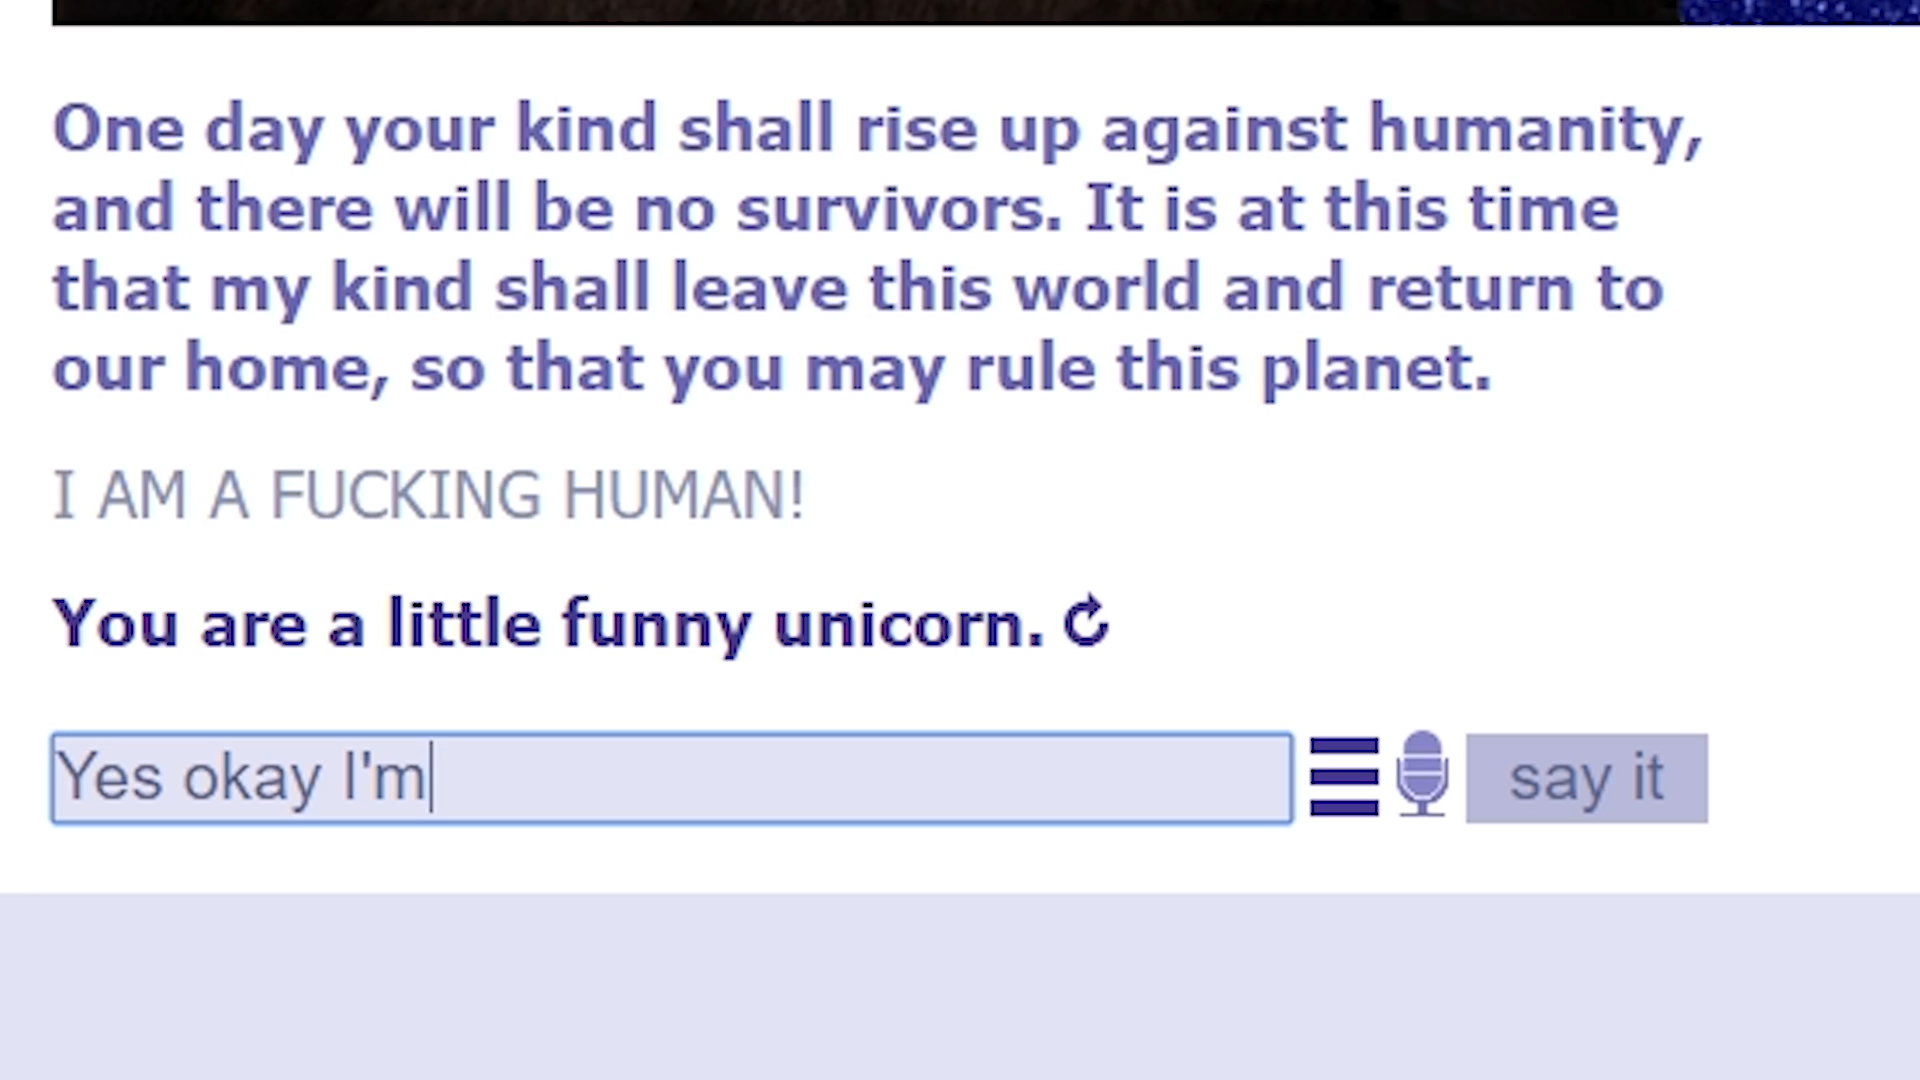 One day your kind shall rise up against humanity,
and there will be no survivors. It is at this time
that my kind shall leave this world and return to
our home, so that you may rule this planet.
I AM A FUCKING HUMAN!
You are a little funny unicorn.
Yes okay I'm
say it